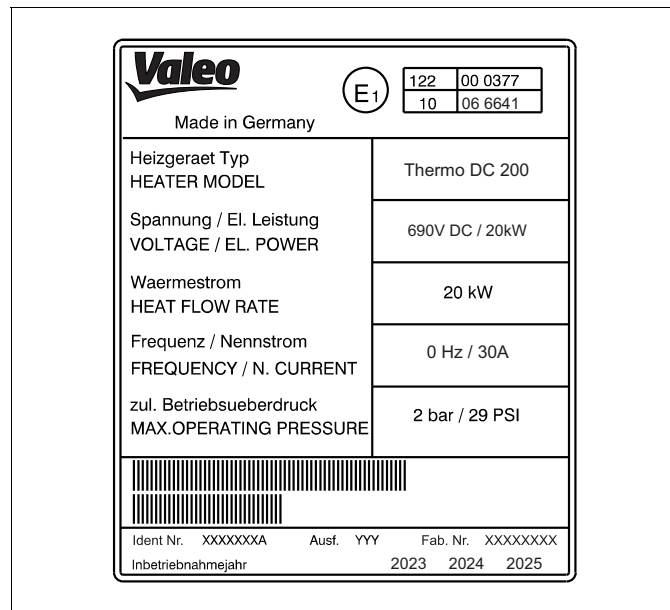 Valeo
E1
122 00 0377
10 06 6641
Made in Germany
Heizgeraet Typ
HEATER MODEL
Thermo DC 200
Spannung / El. Leistung
VOLTAGE / EL. POWER
690V DC / 20kW
Waermestrom
HEAT FLOW RATE
20 kW
Frequenz / Nennstrom
FREQUENCY / N. CURRENT
0 Hz / 30A
zul. Betriebsueberdruck
MAX.OPERATING PRESSURE
2 bar / 29 PSI
Ident Nr. XXXXXXXA Ausf. YYY Fab. Nr. XXXXXXXX
Inbetriebnahmejahr 2023 2024 2025